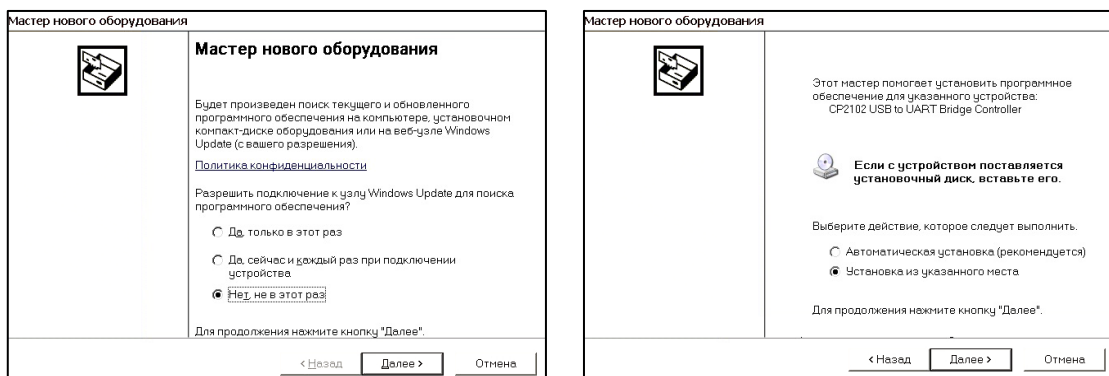 Мастер нового оборудования
Мастер нового оборудования
Будет произведен поиск текущего и обновленного
программного обеспечения на компьютере, установочном
компакт-диске оборудования или на веб-узле Windows
Update (с вашего разрешения).
Политика конфиденциальности
Разрешить подключение к узлу Windows Update для поиска
программного обеспечения?
Да, только в этот раз
Да, сейчас и каждый раз при подключении
устройства
Нет, не в этот раз
Для продолжения нажмите кнопку "Далее".
< Назад
Далее >
Отмена
Мастер нового оборудования
Этот мастер помогает установить программное
обеспечение для указанного устройства:
CP2102 USB to UART Bridge Controller
Если с устройством поставляется
установочный диск, вставьте его.
Выберите действие, которое следует выполнить.
Автоматическая установка (рекомендуется)
Установка из указанного места
Для продолжения нажмите кнопку "Далее".
< Назад
Далее >
Отмена